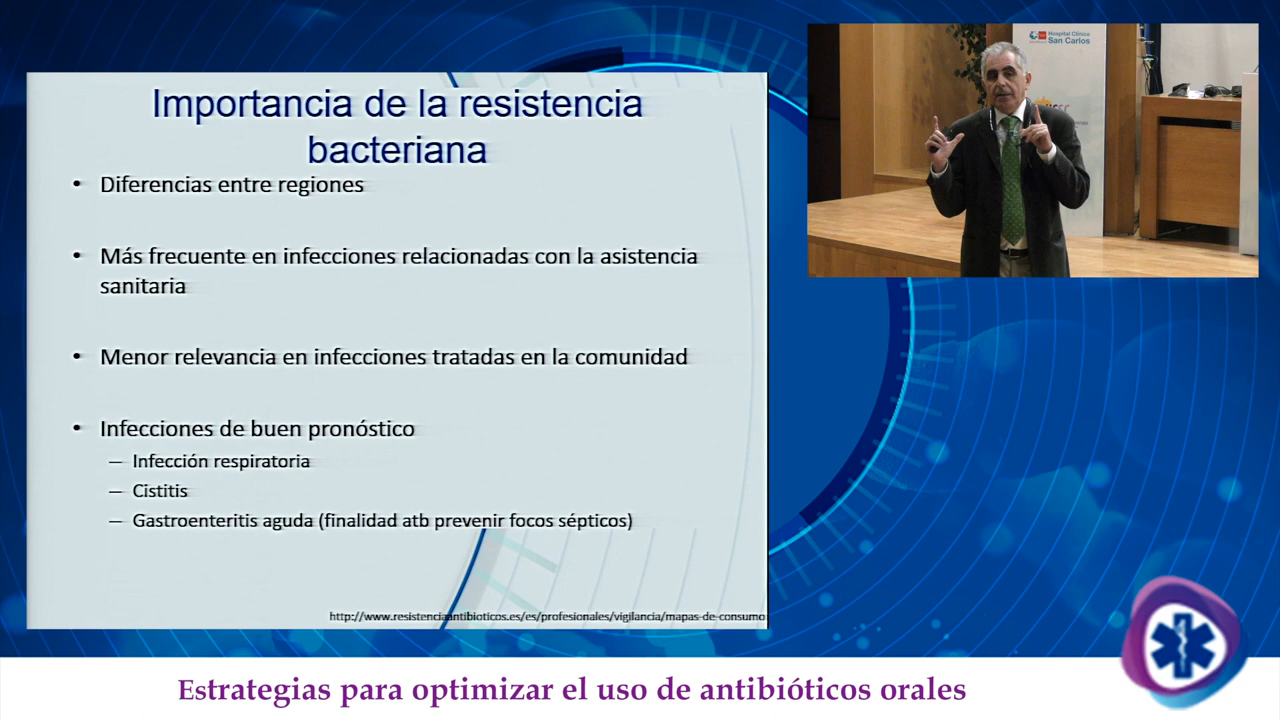 Importancia de la resistencia
bacteriana
• Diferencias entre regiones
• Más frecuente en infecciones relacionadas con la asistencia
sanitaria
• Menor relevancia en infecciones tratadas en la comunidad
• Infecciones de buen pronóstico
– Infección respiratoria
– Cistitis
– Gastroenteritis aguda (finalidad atb prevenir focos sépticos)
http://www.resistenciaantibioticos.es/es/profesionales/vigilancia/mapas-de-consumo
Hospital Clínico
San Carlos
Estrategias para optimizar el uso de antibióticos orales